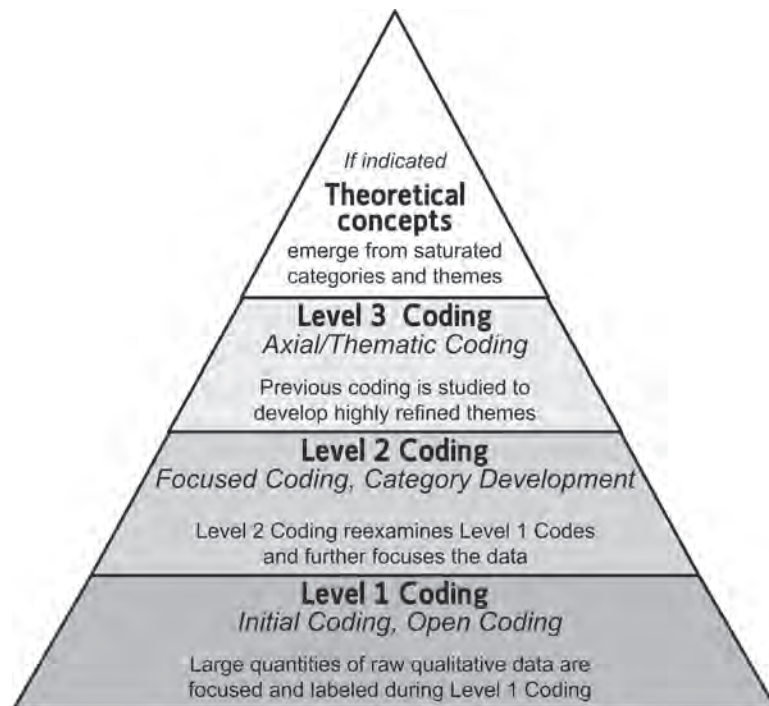 If indicated
Theoretical
concepts
emerge from saturated
categories and themes
Level 3 Coding
Axial/Thematic Coding
Previous coding is studied to
develop highly refined themes
Level 2 Coding
Focused Coding, Category Development
Level 2 Coding reexamines Level 1 Codes
and further focuses the data
Level 1 Coding
Initial Coding, Open Coding
Large quantities of raw qualitative data are
focused and labeled during Level 1 Coding